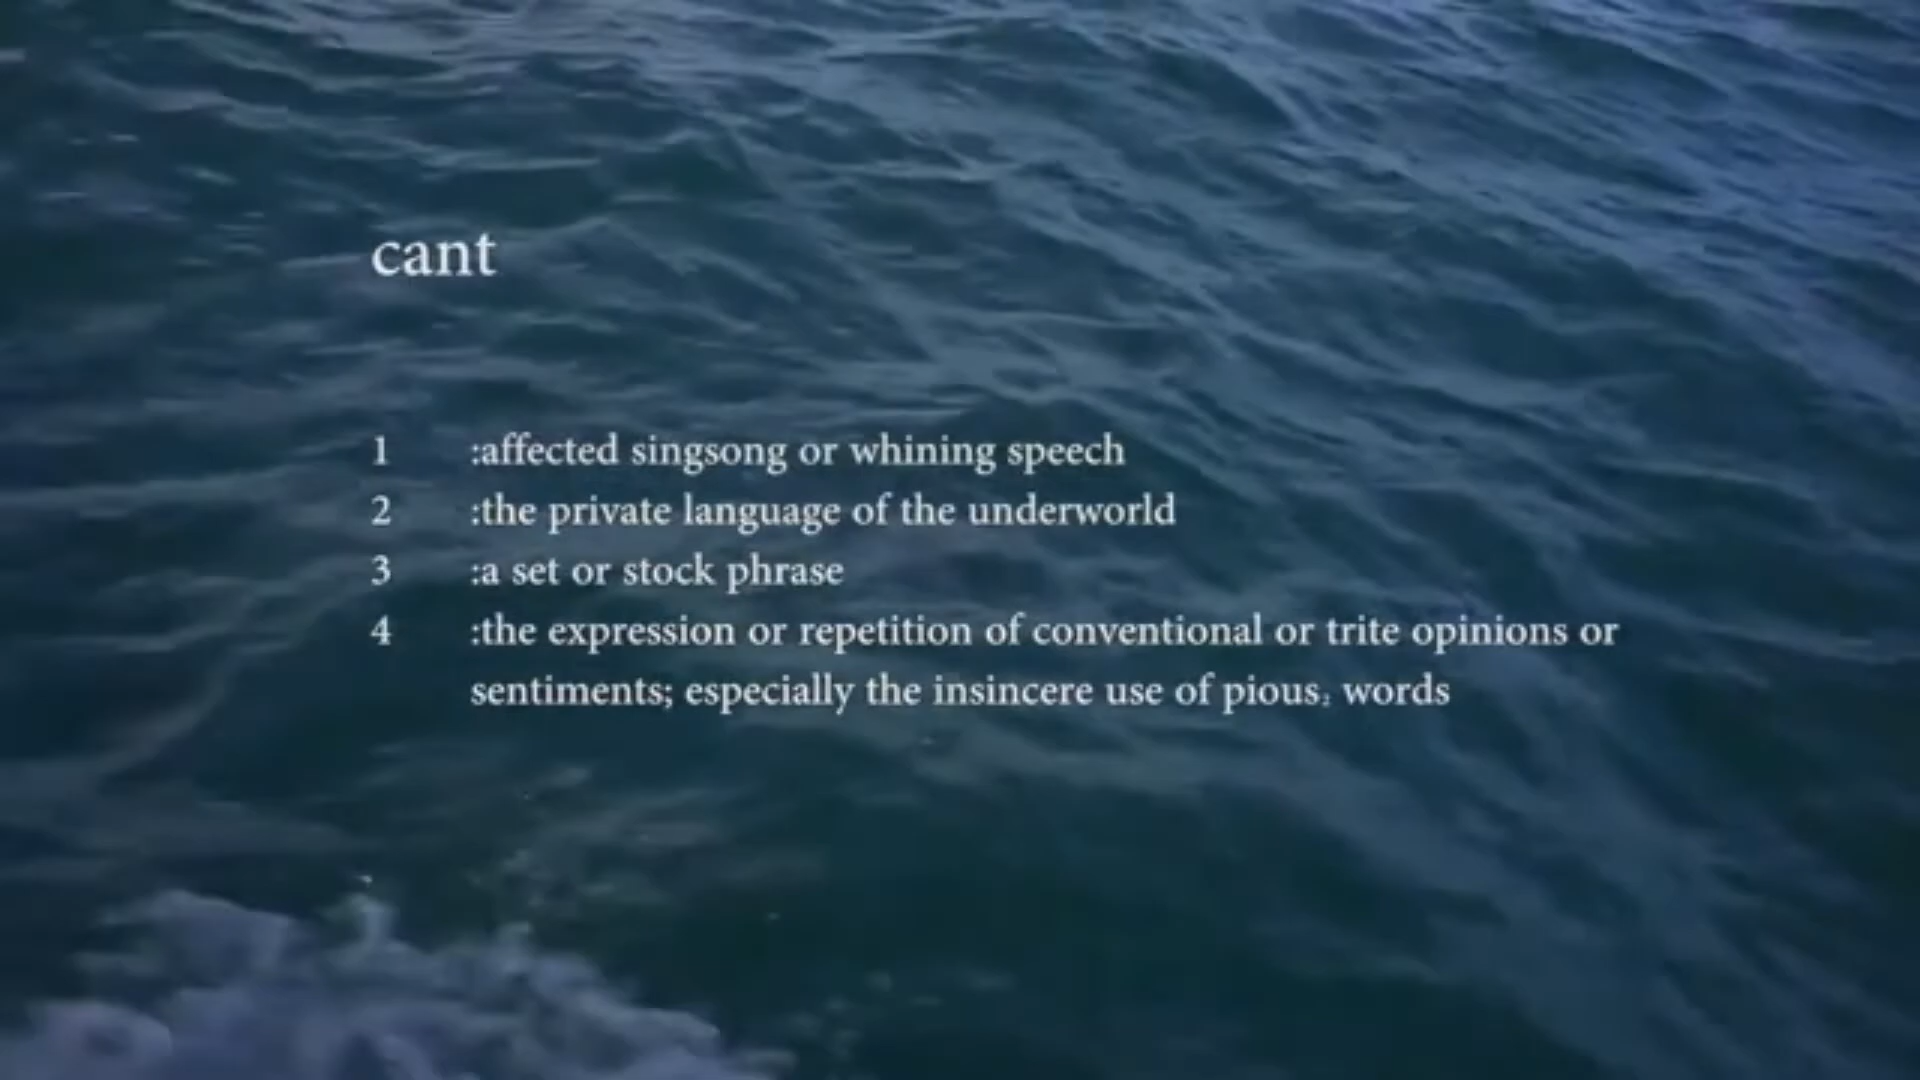 cant
1 :affected singsong or whining speech
2 :the private language of the underworld
3 :a set or stock phrase
4 :the expression or repetition of conventional or trite opinions or
sentiments; especially the insincere use of pious; words